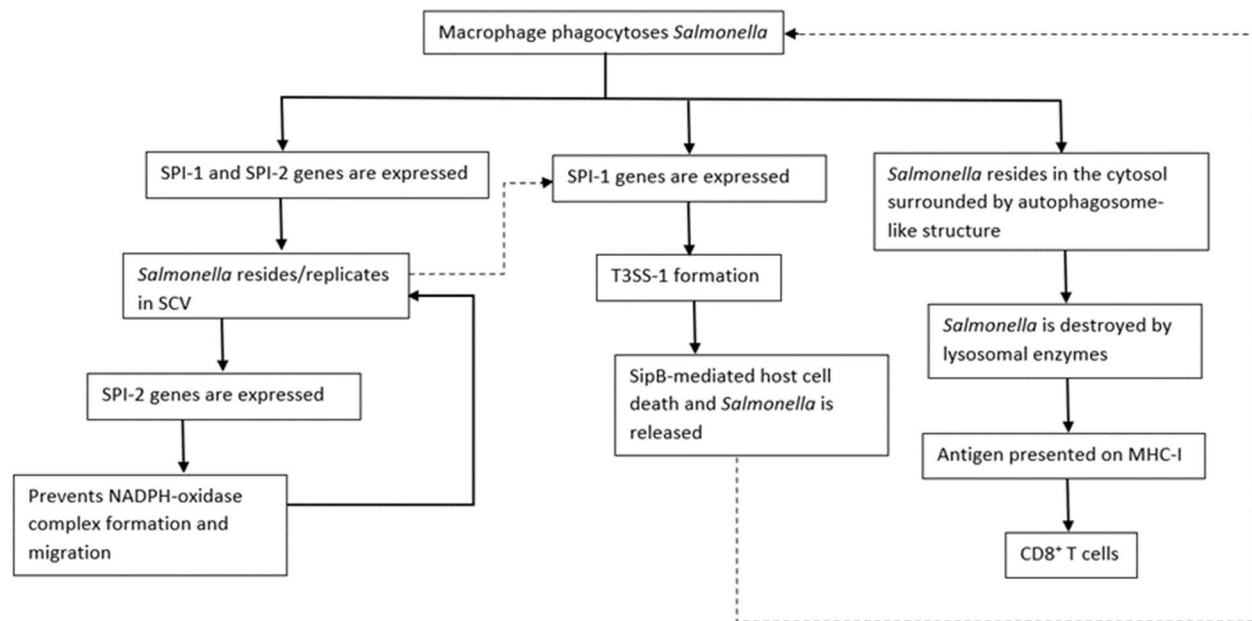 Macrophage phagocytoses Salmonella
SPI-1 and SPI-2 genes are expressed
SPI-1 genes are expressed
Salmonella resides in the cytosol
surrounded by autophagosome-
like structure
Salmonella resides/replicates
in SCV
T3SS-1 formation
Salmonella is destroyed by
lysosomal enzymes
SPI-2 genes are expressed
SipB-mediated host cell
death and Salmonella is
released
Antigen presented on MHC-I
Prevents NADPH-oxidase
complex formation and
migration
CD8⁺ T cells